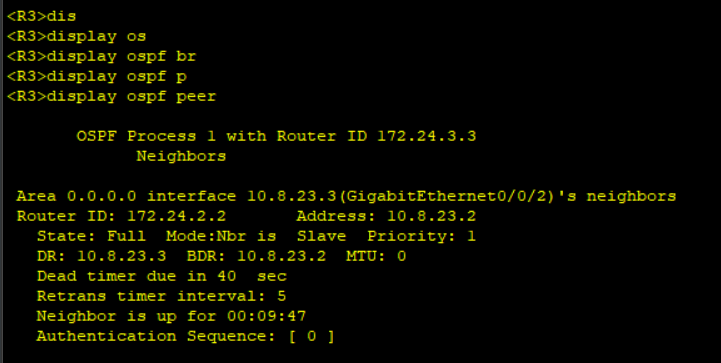 <R3>dis
<R3>display os
<R3>display ospf br
<R3>display ospf p
<R3>display ospf peer
OSPF Process 1 with Router ID 172.24.3.3
Neighbors
Area 0.0.0.0 interface 10.8.23.3(GigabitEthernet0/0/2)'s neighbors
Router ID: 172.24.2.2 Address: 10.8.23.2
State: Full Mode:Nbr is Slave Priority: 1
DR: 10.8.23.3 BDR: 10.8.23.2 MTU: 0
Dead timer due in 40 sec
Retrans timer interval: 5
Neighbor is up for 00:09:47
Authentication Sequence: [ 0 ]